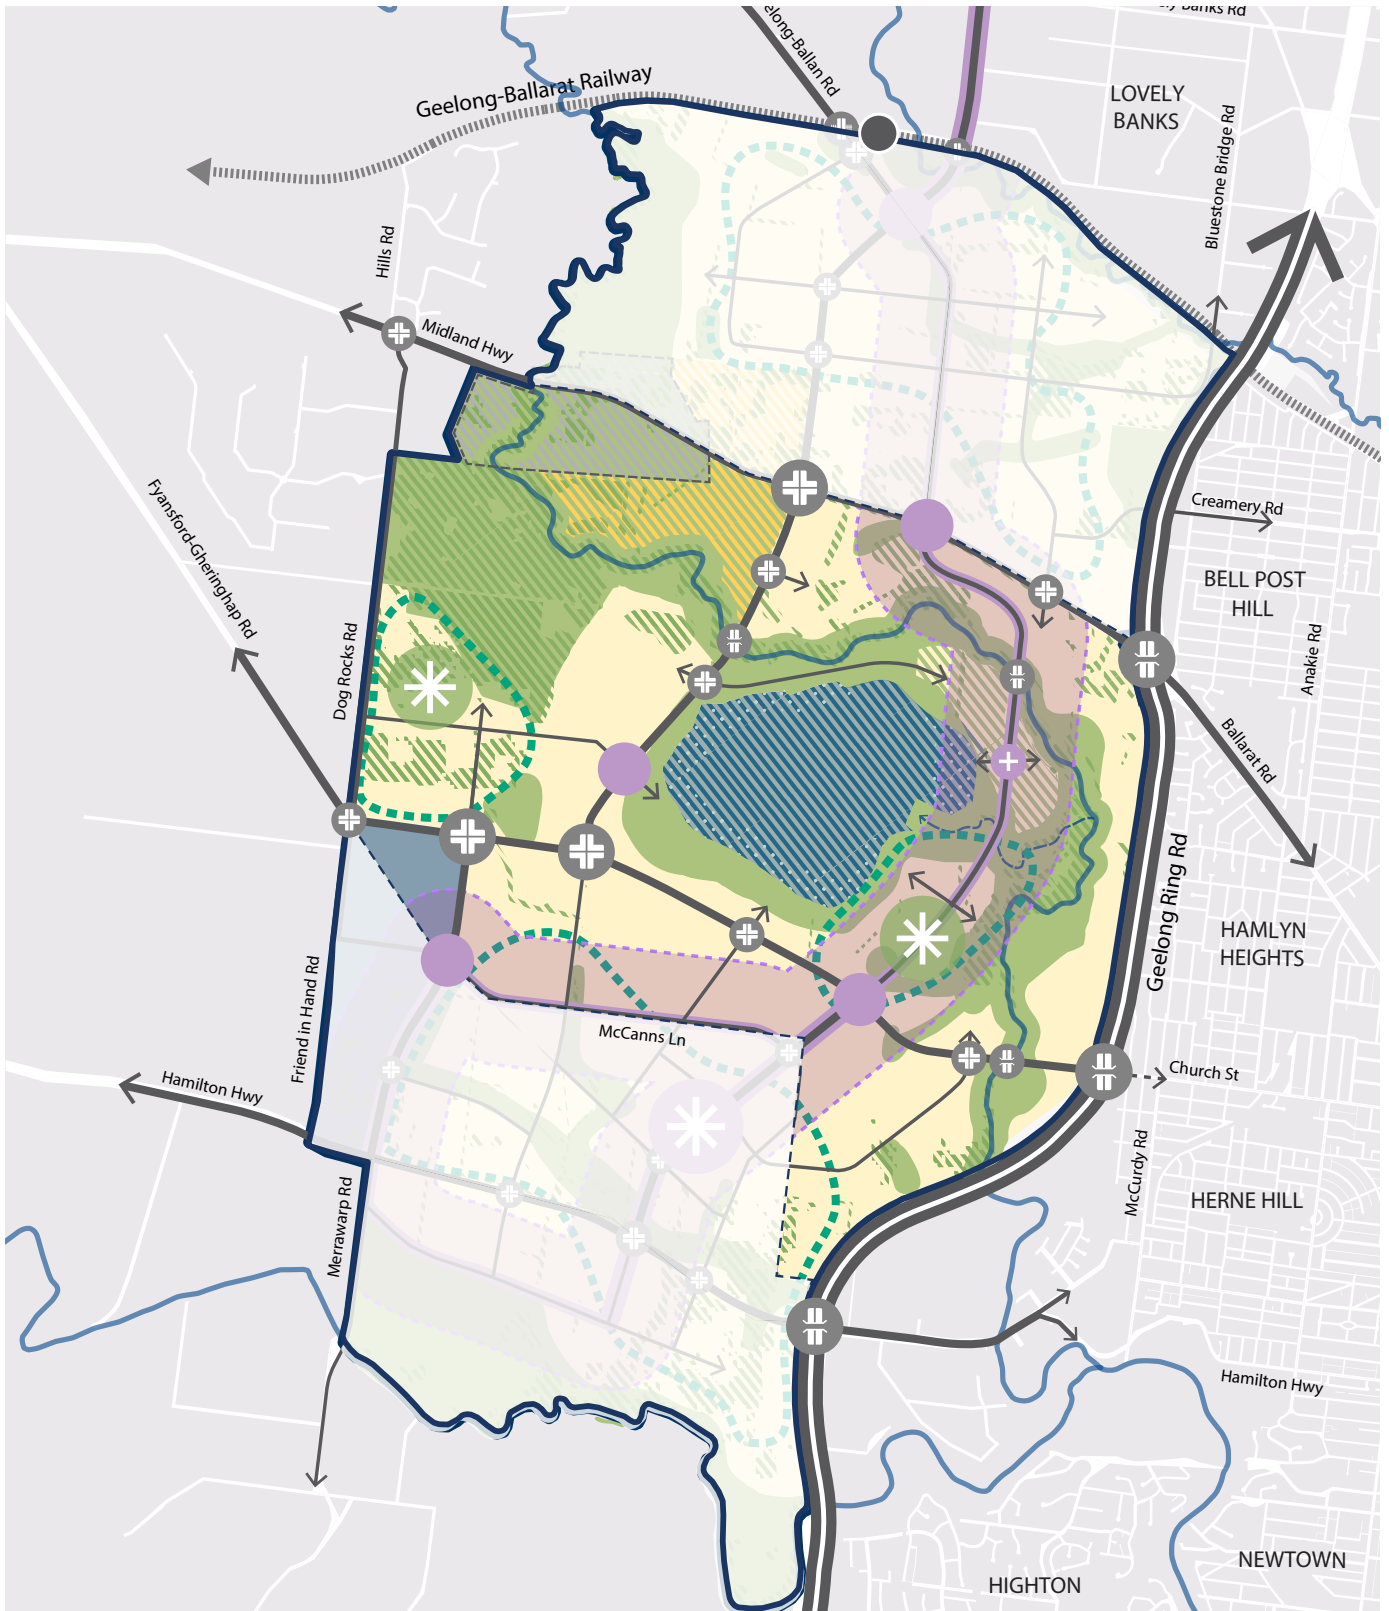 Banks Rd
LOVELY
BANKS
Geelong-Ballarat Railway
Bluestone Bridge Rd
Hills Rd
Midland Hwy
Creamery Rd
Fyansford-Gheringhap Rd
BELL POST
HILL
Anakie Rd
Dog Rocks Rd
Ballarat Rd
Geelong Ring Rd
HAMLYN
HEIGHTS
Friend in Hand Rd
McCanns Ln
Church St
Hamilton Hwy
McCurdy Rd
HERNE HILL
Merrawarp Rd
Hamilton Hwy
NEWTOWN
HIGHTON